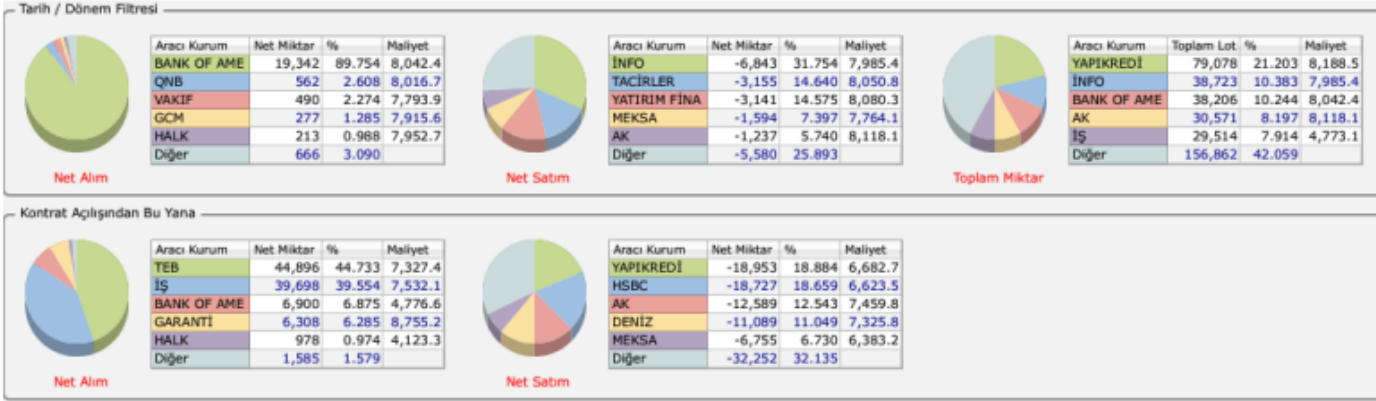 Tarih / Dönem Filtresi
Aracı Kurum Net Miktar % Maliyet
BANK OF AME 19,342 89.754 8,042.4
QNB 562 2.608 8,016.7
VAKIF 490 2.274 7,793.9
GCM 277 1.285 7,915.6
HALK 213 0.988 7,952.7
Diğer 666 3.090
Net Alım
Aracı Kurum Net Miktar % Maliyet
İNFO -6,843 31.754 7,985.4
TACİRLER -3,155 14.640 8,050.8
YATIRIM FİNA -3,141 14.575 8,080.3
MEKSA -1,594 7.397 7,764.1
AK -1,237 5.740 8,118.1
Diğer -5,580 25.893
Net Satım
Aracı Kurum Toplam Lot % Maliyet
YAPIKREDİ 79,078 21.203 8,188.5
İNFO 38,723 10.383 7,985.4
BANK OF AME 38,206 10.244 8,042.4
AK 30,571 8.197 8,118.1
İŞ 29,514 7.914 4,773.1
Diğer 156,862 42.059
Toplam Miktar
Kontrat Açılışından Bu Yana
Aracı Kurum Net Miktar % Maliyet
TEB 44,896 44.733 7,327.4
İŞ 39,698 39.554 7,532.1
BANK OF AME 6,900 6.875 4,776.6
GARANTİ 6,308 6.285 8,755.2
HALK 978 0.974 4,123.3
Diğer 1,585 1.579
Net Alım
Aracı Kurum Net Miktar % Maliyet
YAPIKREDİ -18,953 18.884 6,682.7
HSBC -18,727 18.659 6,623.5
AK -12,589 12.543 7,459.8
DENİZ -11,089 11.049 7,325.8
MEKSA -6,755 6.730 6,383.2
Diğer -32,252 32.135
Net Satım